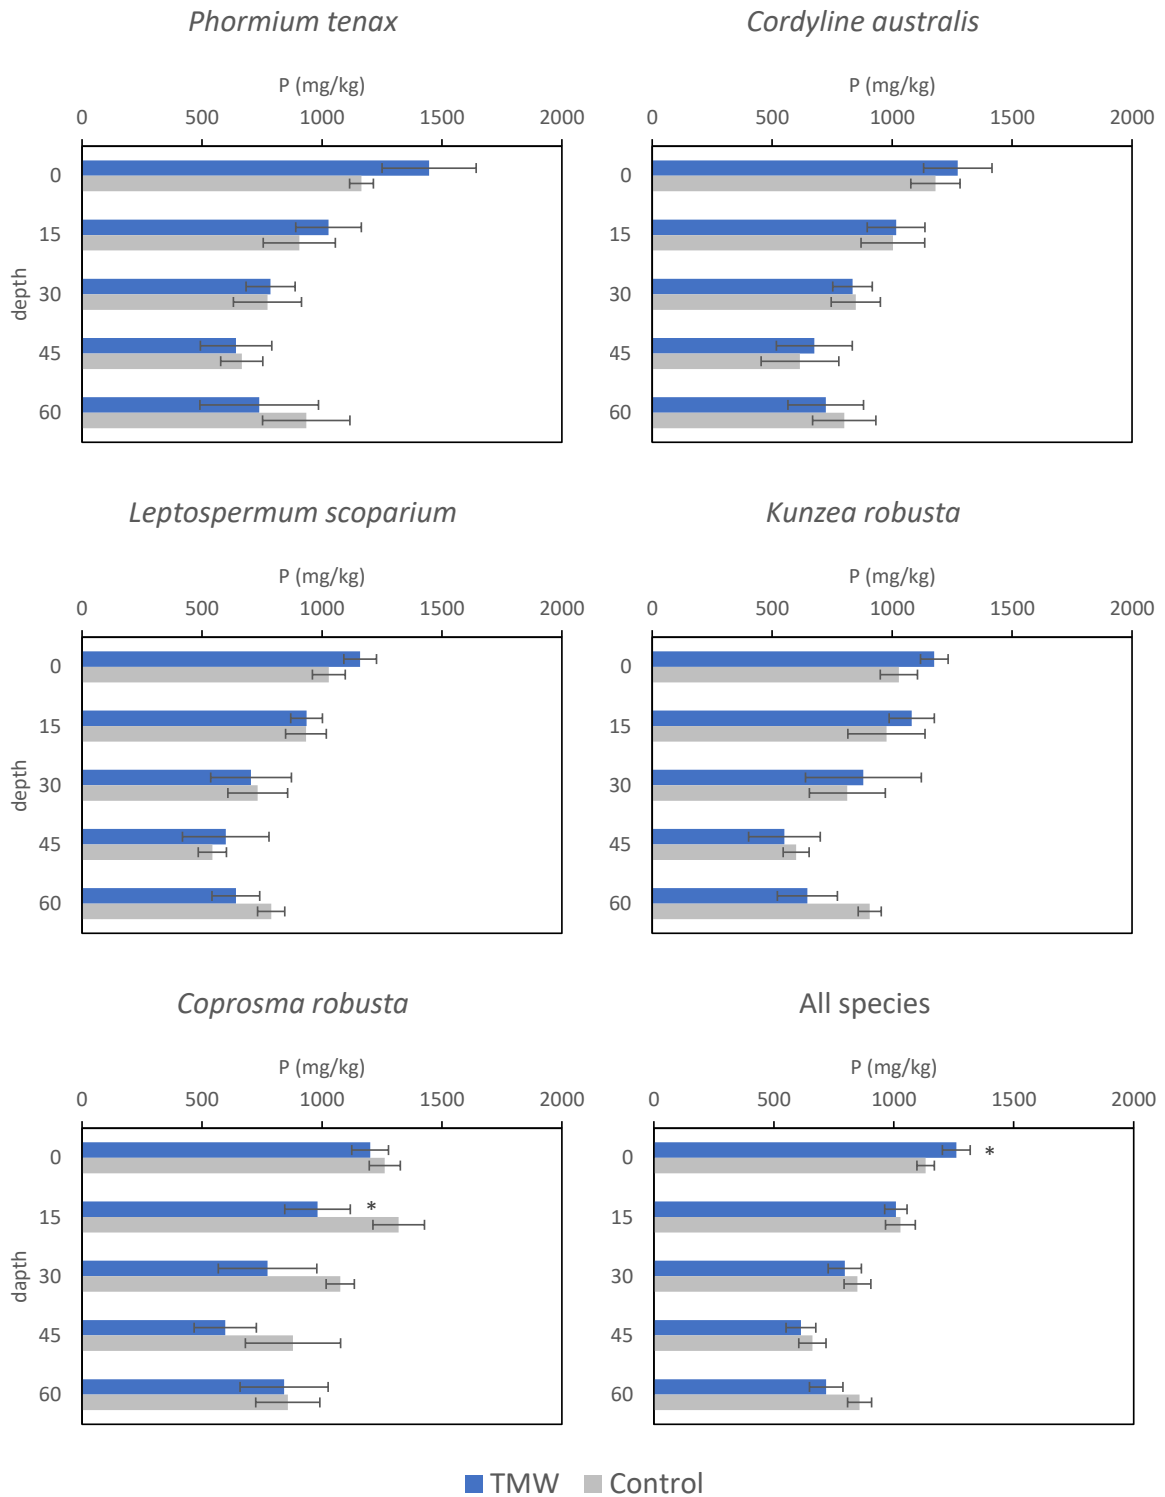 Phormium tenax
P (mg/kg)
0 500 1000 1500 2000
0
15
30
45
60
depth
Cordyline australis
P (mg/kg)
0 500 1000 1500 2000
0
15
30
45
60
Leptospermum scoparium
P (mg/kg)
0 500 1000 1500 2000
0
15
30
45
60
depth
Kunzea robusta
P (mg/kg)
0 500 1000 1500 2000
0
15
30
45
60
Coprosma robusta
P (mg/kg)
0 500 1000 1500 2000
0
15 *
30
45
60
dapth
All species
P (mg/kg)
0 500 1000 1500 2000
0 *
15
30
45
60
TMW Control